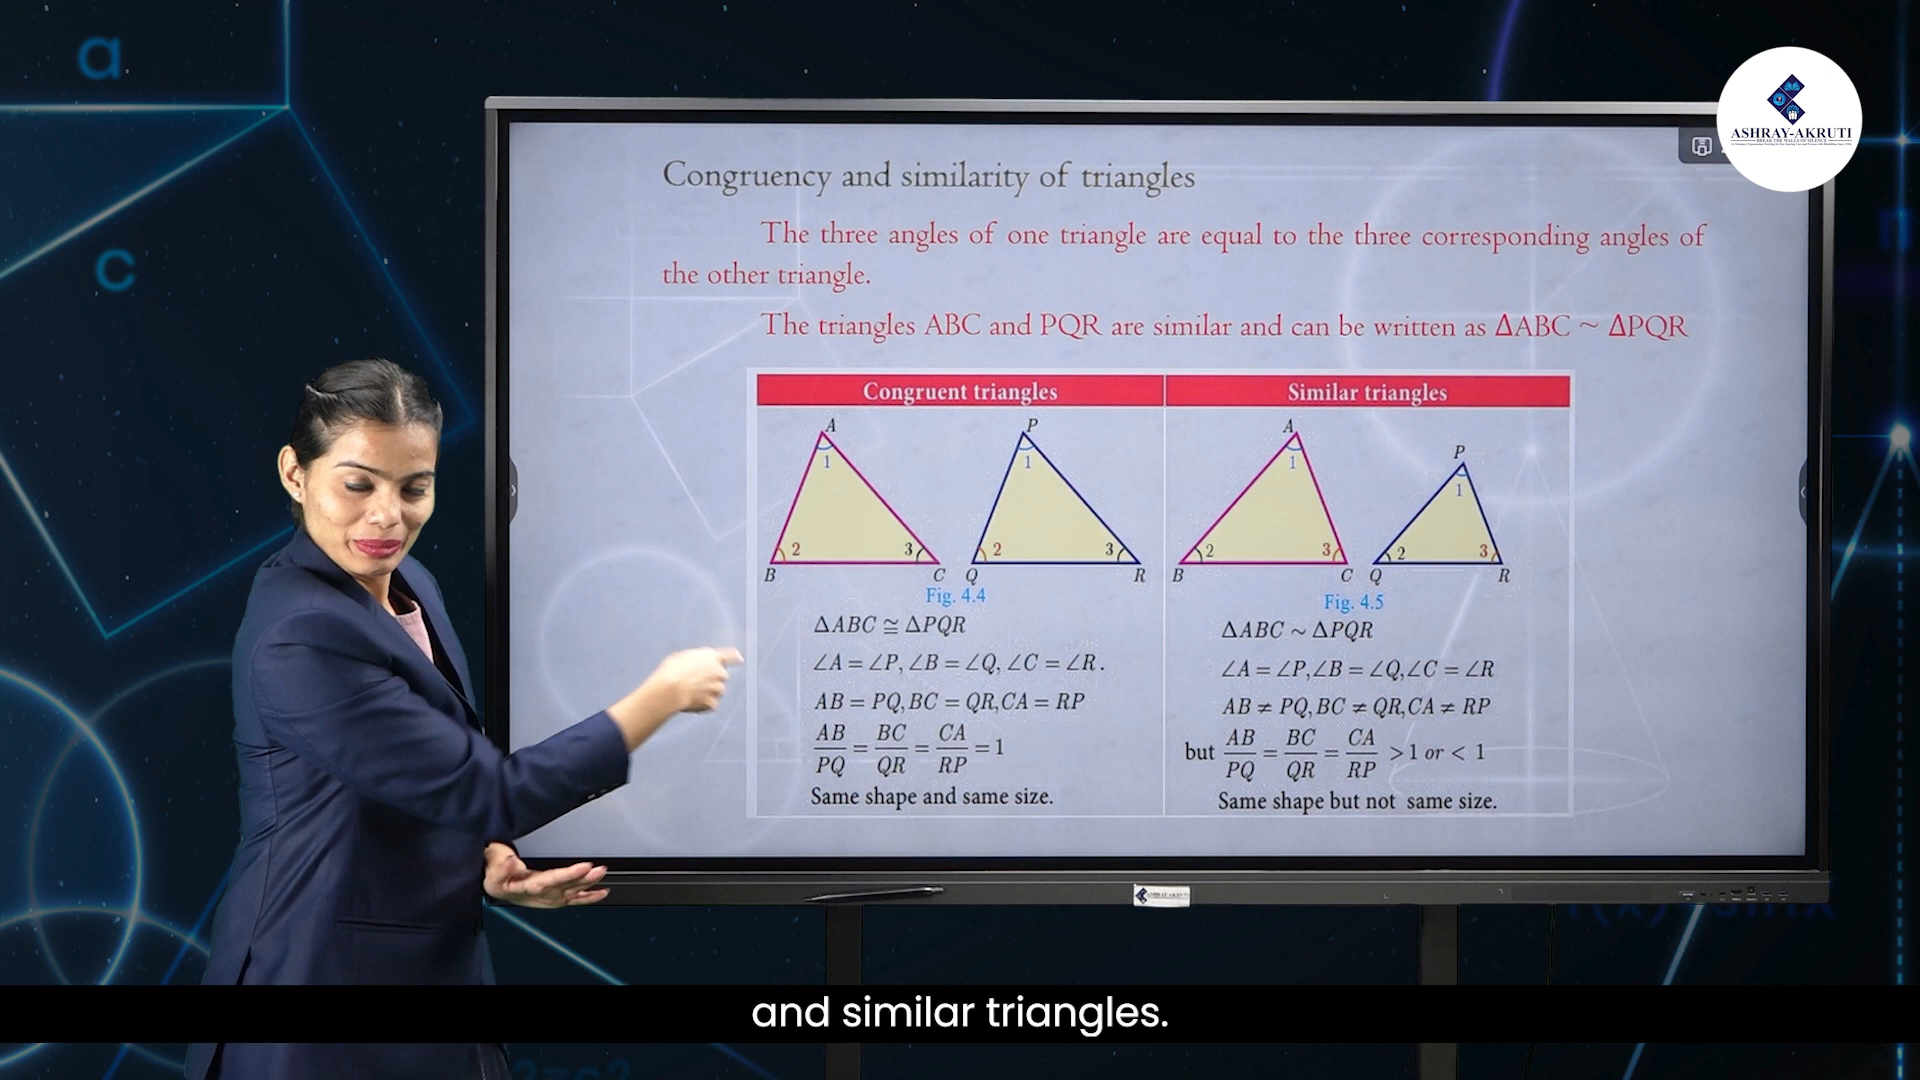 a
c
ASHRAY-AKRUTI
Congruency and similarity of triangles
The three angles of one triangle are equal to the three corresponding angles of
the other triangle.
The triangles ABC and PQR are similar and can be written as ΔABC ~ ΔPQR
Congruent triangles
Similar triangles
A
1
2
3
B
C
P
1
2
3
Q
R
Fig. 4.4
ΔABC ≅ ΔPQR
∠A = ∠P, ∠B = ∠Q, ∠C = ∠R.
AB = PQ, BC = QR, CA = RP
AB/PQ = BC/QR = CA/RP = 1
Same shape and same size.
A
1
2
3
B
C
P
1
2
3
Q
R
Fig. 4.5
ΔABC ~ ΔPQR
∠A = ∠P, ∠B = ∠Q, ∠C = ∠R
AB ≠ PQ, BC ≠ QR, CA ≠ RP
but AB/PQ = BC/QR = CA/RP >1 or < 1
Same shape but not same size.
and similar triangles.